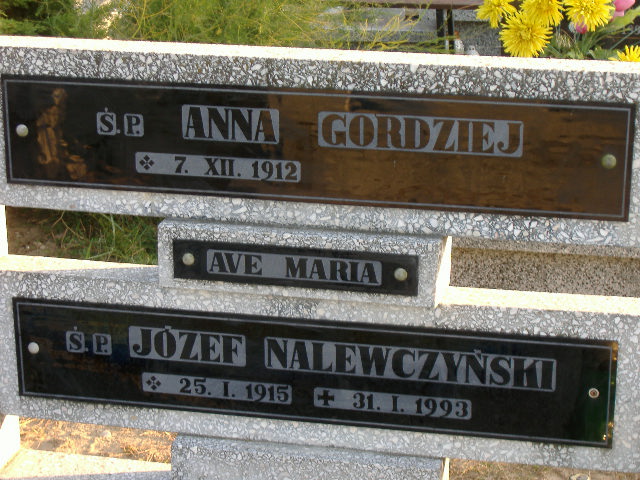 Ś.P. ANNA GORDZIEJ
7. XII. 1912
AVE MARIA
Ś.P. JÓZEF NALEWCZYŃSKI
25. I. 1915 31. I. 1993